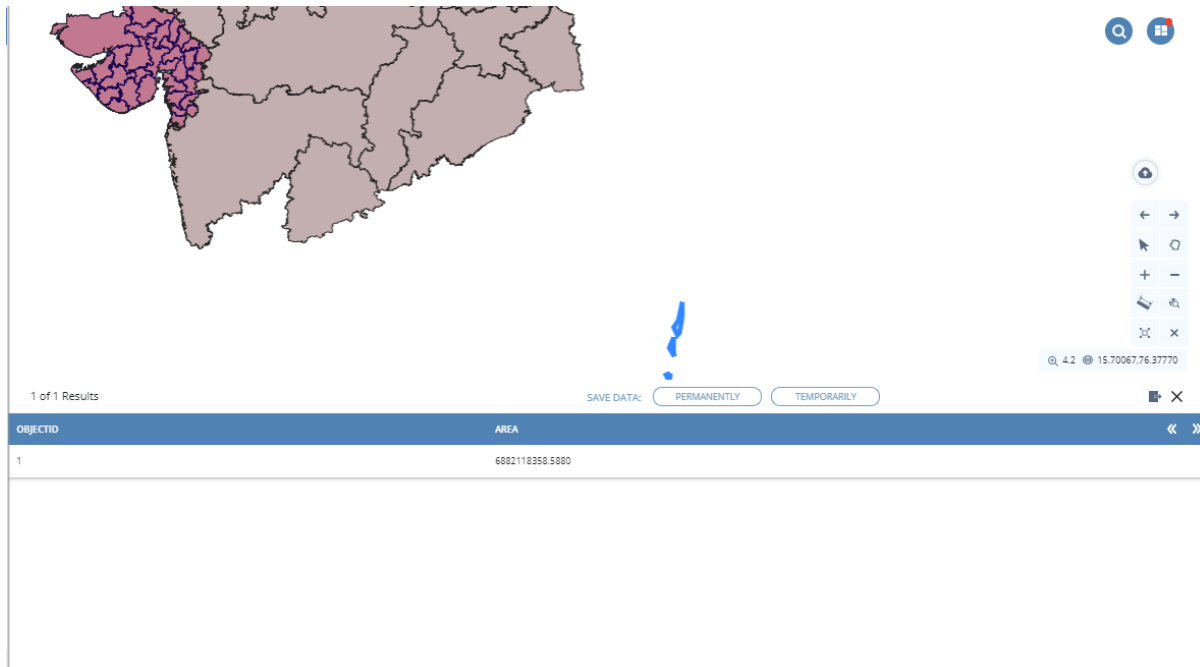 4.2 15.70067,76.37770
1 of 1 Results SAVE DATA: PERMANENTLY TEMPORARILY
OBJECTID AREA
1 6882118358.5880